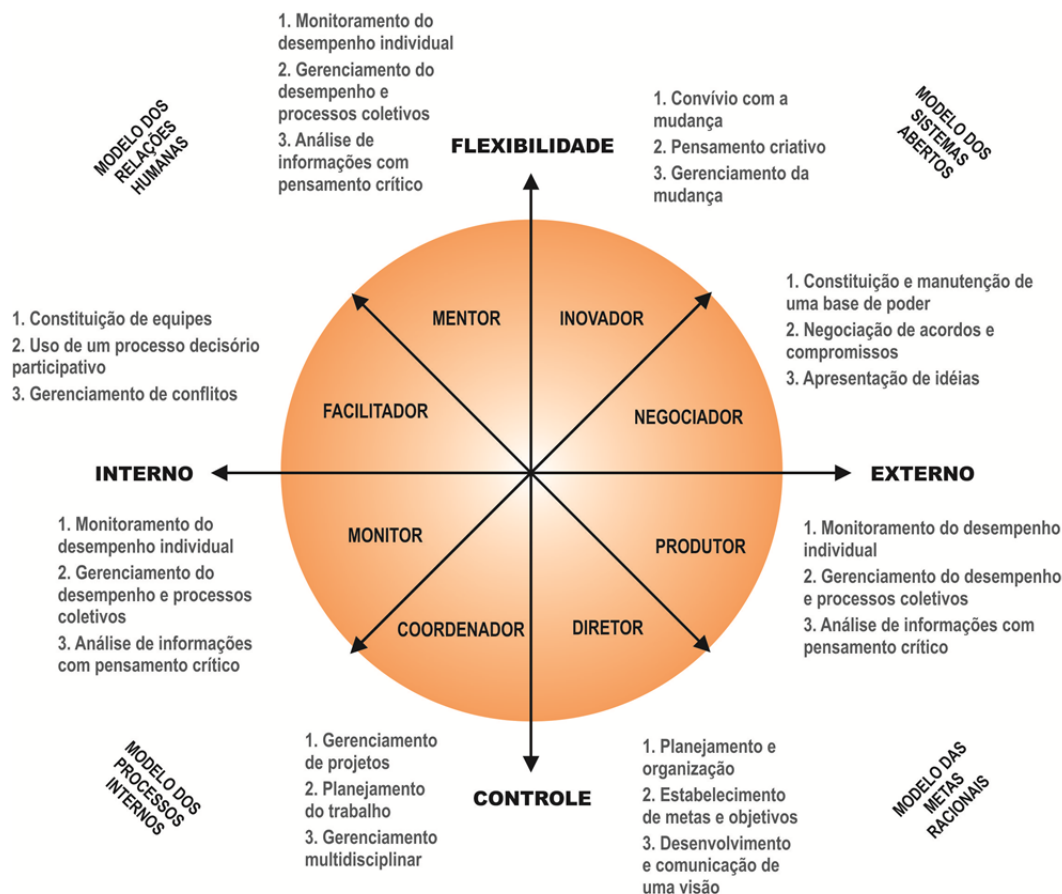 1. Monitoramento do
desempenho individual
2. Gerenciamento do
desempenho e
processos coletivos
3. Análise de
informações com
pensamento crítico
MODELO DOS
RELAÇÕES
HUMANAS
FLEXIBILIDADE
1. Convívio com a
mudança
2. Pensamento criativo
3. Gerenciamento da
mudança
MODELO DOS
SISTEMAS
ABERTOS
1. Constituição de equipes
2. Uso de um processo decisório
participativo
3. Gerenciamento de conflitos
MENTOR
INOVADOR
FACILITADOR
NEGOCIADOR
1. Constituição e manutenção de
uma base de poder
2. Negociação de acordos e
compromissos
3. Apresentação de idéias
INTERNO
EXTERNO
1. Monitoramento do
desempenho individual
2. Gerenciamento do
desempenho e processos
coletivos
3. Análise de informações
com pensamento crítico
MONITOR
PRODUTOR
COORDENADOR
DIRETOR
1. Monitoramento do desempenho
individual
2. Gerenciamento do desempenho
e processos coletivos
3. Análise de informações com
pensamento crítico
MODELO DOS
PROCESSOS
INTERNOS
1. Gerenciamento
de projetos
2. Planejamento
do trabalho
3. Gerenciamento
multidisciplinar
CONTROLE
1. Planejamento e
organização
2. Estabelecimento
de metas e objetivos
3. Desenvolvimento
e comunicação de
uma visão
MODELO DAS
METAS
RACIONAIS